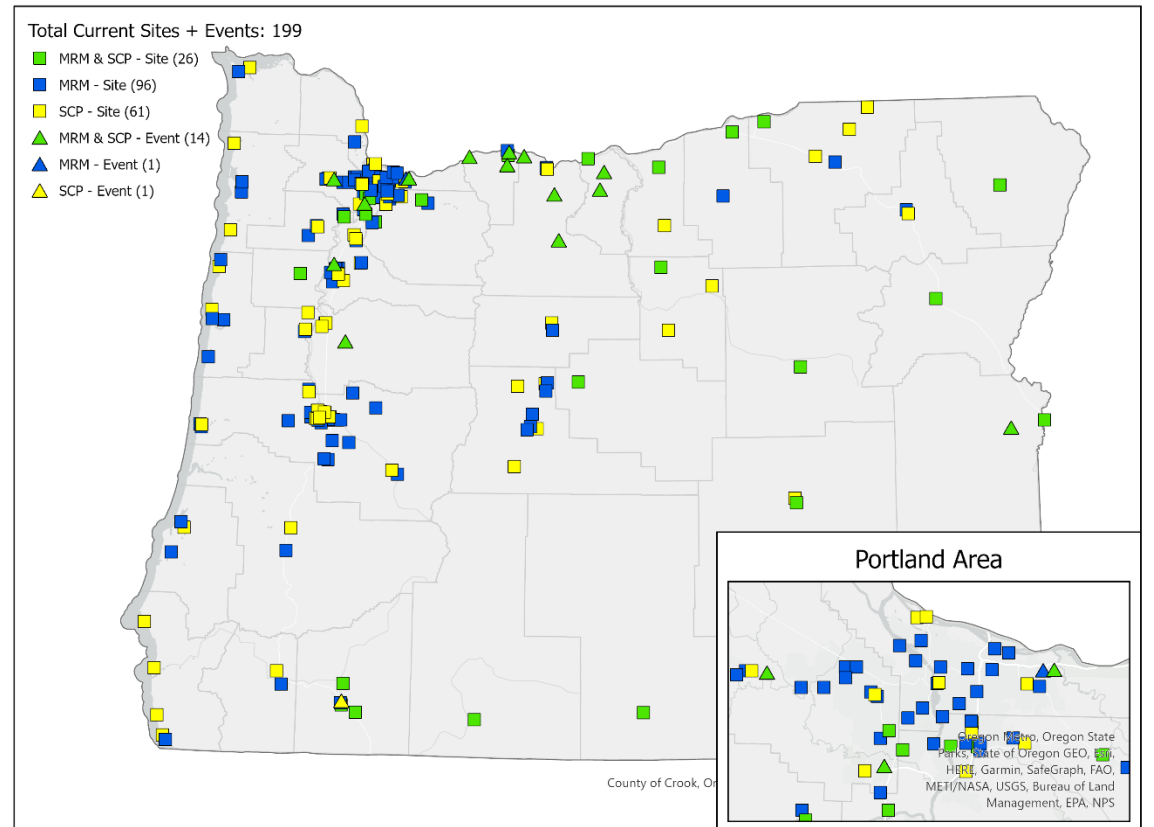 Total Current Sites + Events: 199
MRM & SCP - Site (26)
MRM - Site (96)
SCP - Site (61)
MRM & SCP - Event (14)
MRM - Event (1)
SCP - Event (1)
County of Crook, Or
Portland Area
Oregon Metro, Oregon State
Parks, State of Oregon GEO, Esri,
HERE, Garmin, SafeGraph, FAO,
METI/NASA, USGS, Bureau of Land
Management, EPA, NPS